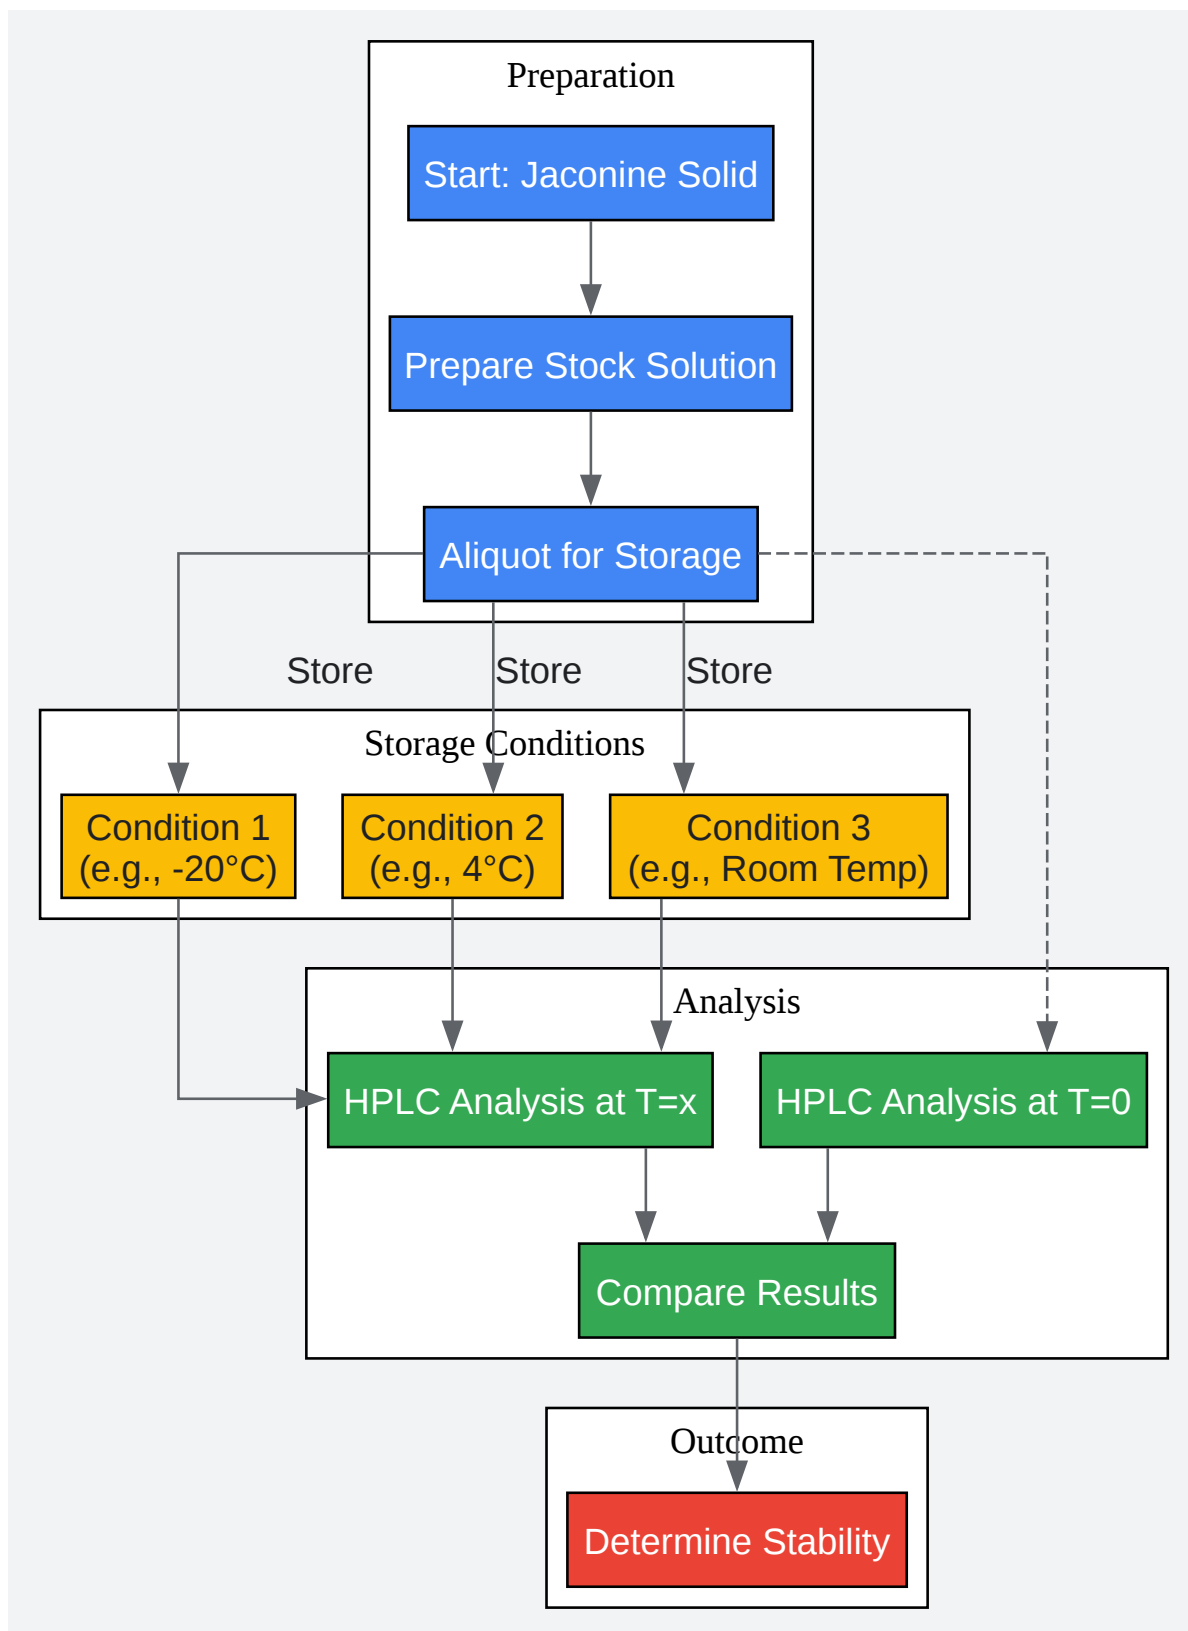 Preparation
Start: Jaconine Solid
Prepare Stock Solution
Aliquot for Storage
Store
Store
Store
Storage Conditions
Condition 1
(e.g., -20°C)
Condition 2
(e.g., 4°C)
Condition 3
(e.g., Room Temp)
Analysis
HPLC Analysis at T=x
HPLC Analysis at T=0
Compare Results
Outcome
Determine Stability